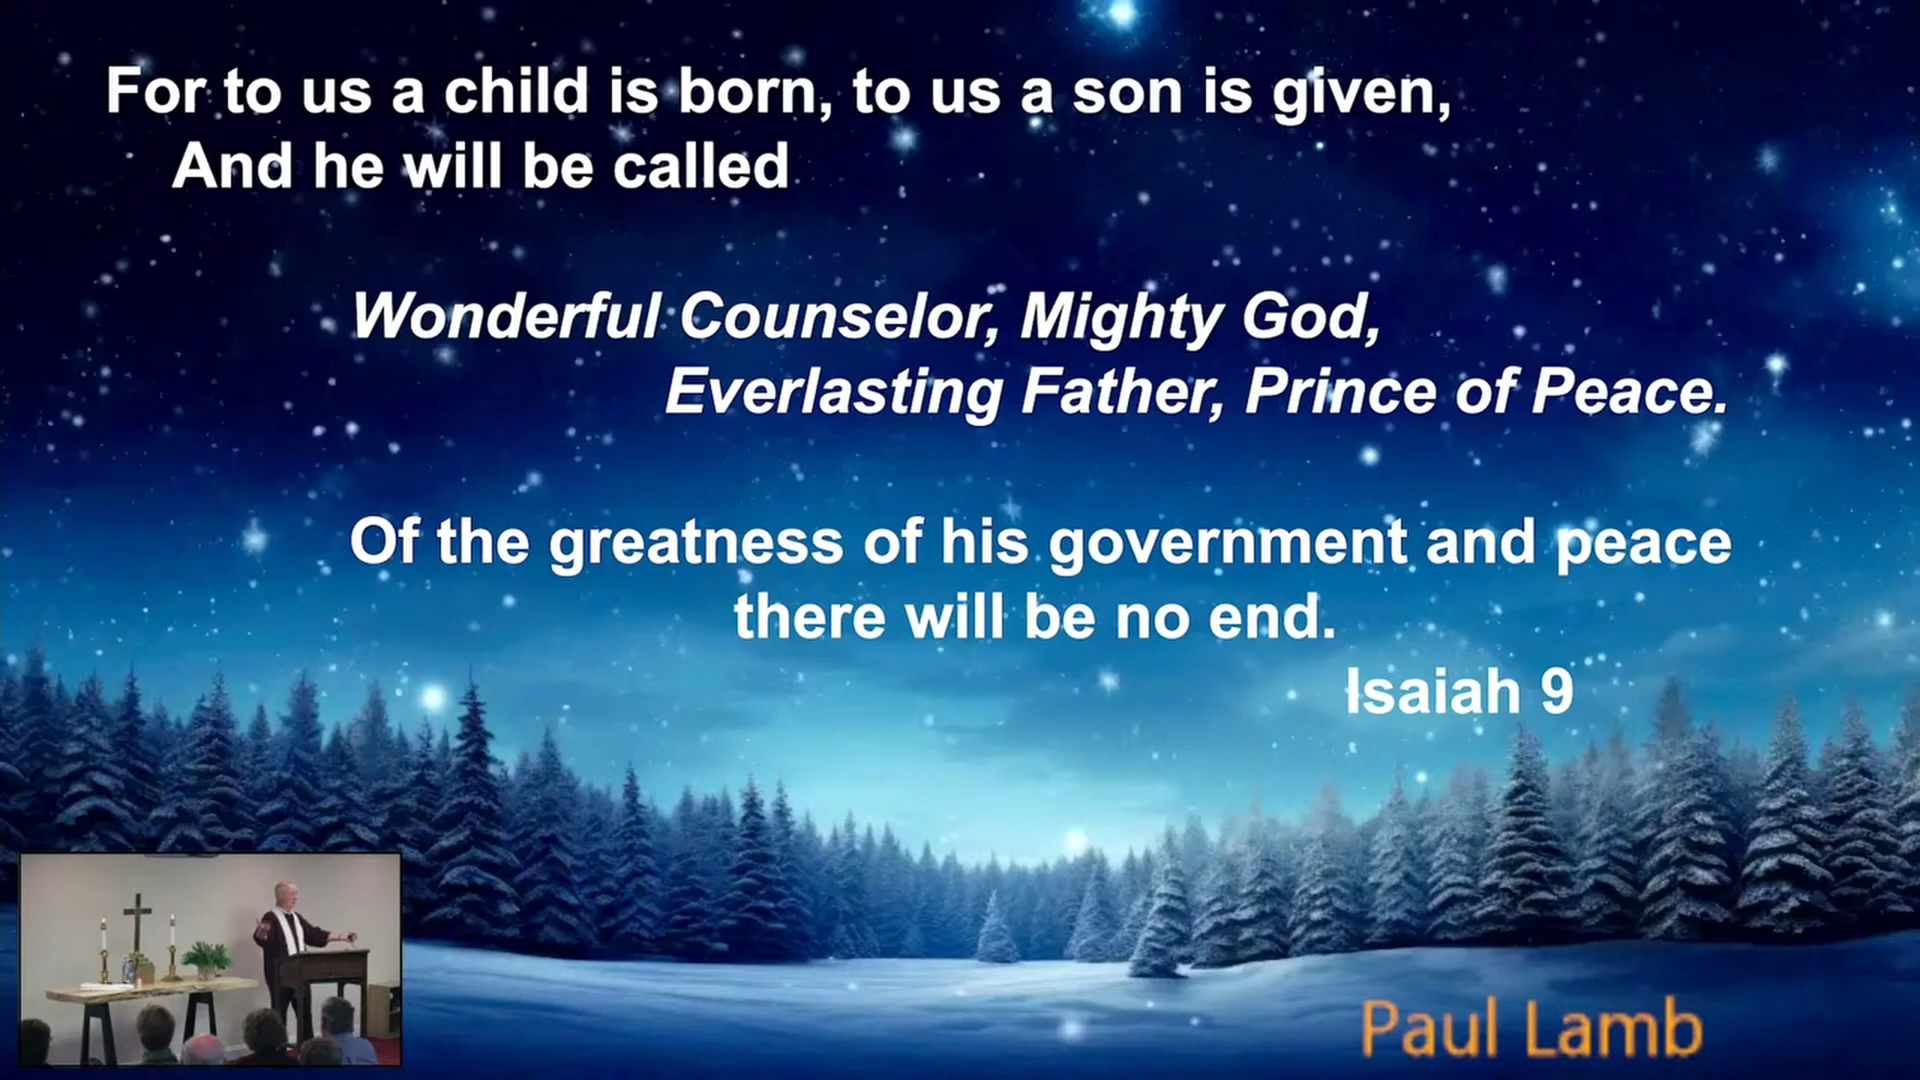 For to us a child is born, to us a son is given,
And he will be called
Wonderful Counselor, Mighty God,
Everlasting Father, Prince of Peace.
Of the greatness of his government and peace
there will be no end.
Isaiah 9
Paul Lamb